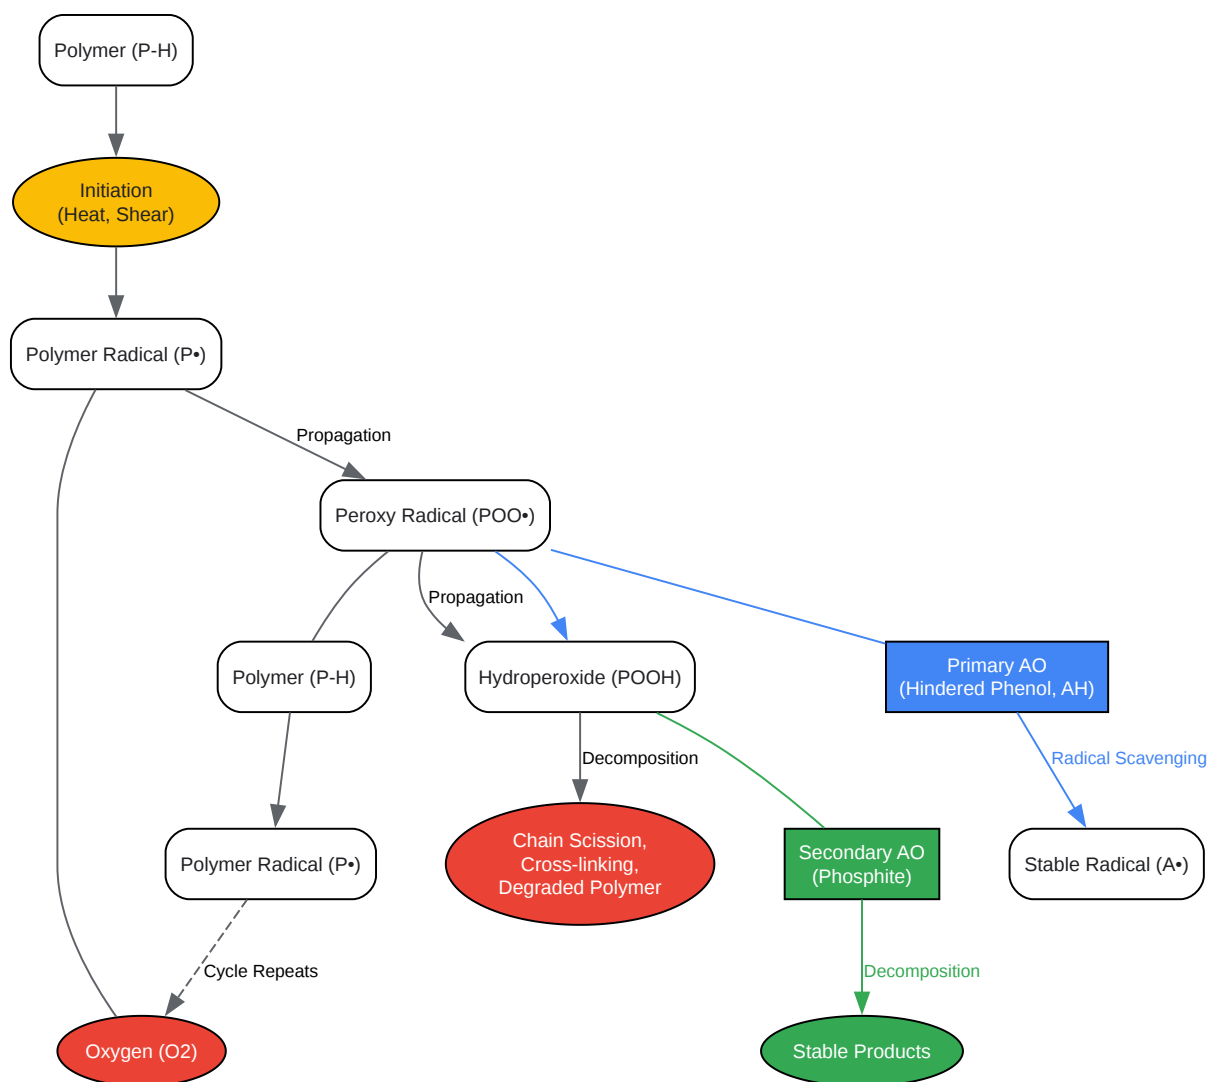 Polymer (P-H)
Initiation
(Heat, Shear)
Polymer Radical (P•)
Propagation
Peroxy Radical (POO•)
Propagation
Polymer (P-H)
Hydroperoxide (POOH)
Primary AO
(Hindered Phenol, AH)
Decomposition
Radical Scavenging
Polymer Radical (P•)
Chain Scission,
Cross-linking,
Degraded Polymer
Secondary AO
(Phosphite)
Stable Radical (A•)
Cycle Repeats
Decomposition
Oxygen (O2)
Stable Products